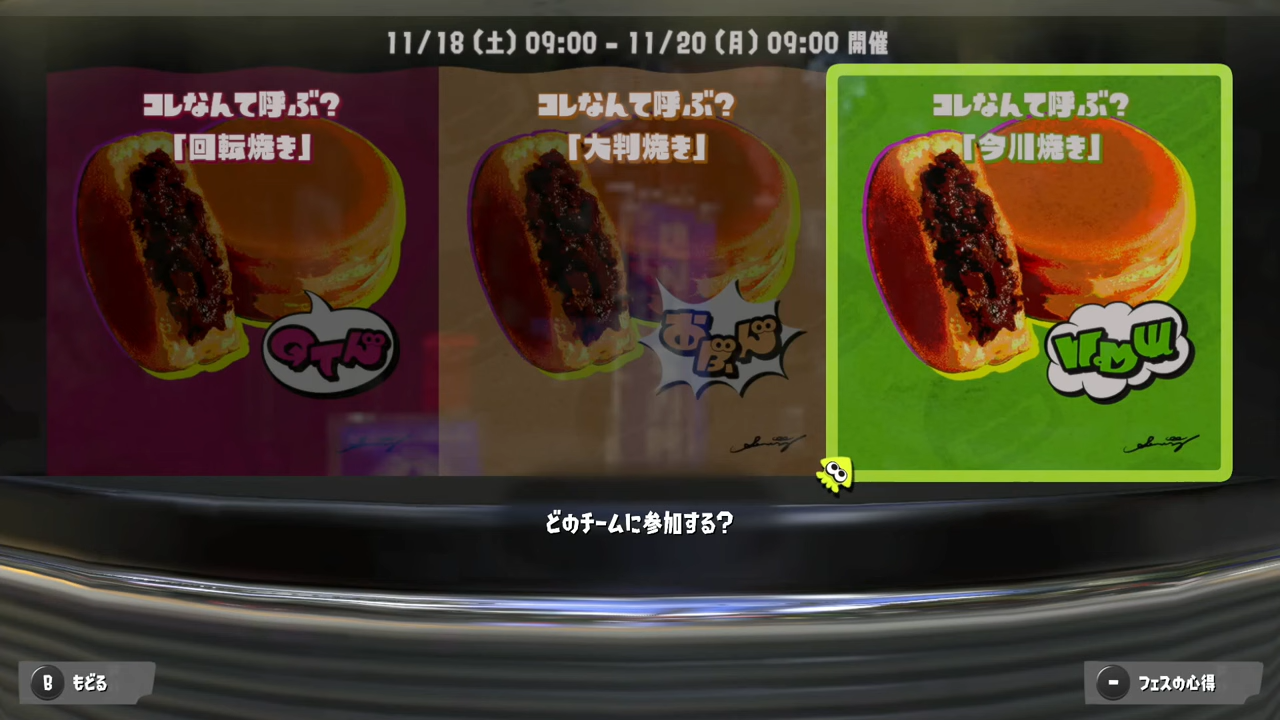 11/18(土)09:00 – 11/20(月)09:00 開催
コレなんて呼ぶ?
「回転焼き」
コレなんて呼ぶ?
「大判焼き」
コレなんて呼ぶ?
「今川焼き」
どのチームに参加する?
B もどる
フェスの心得